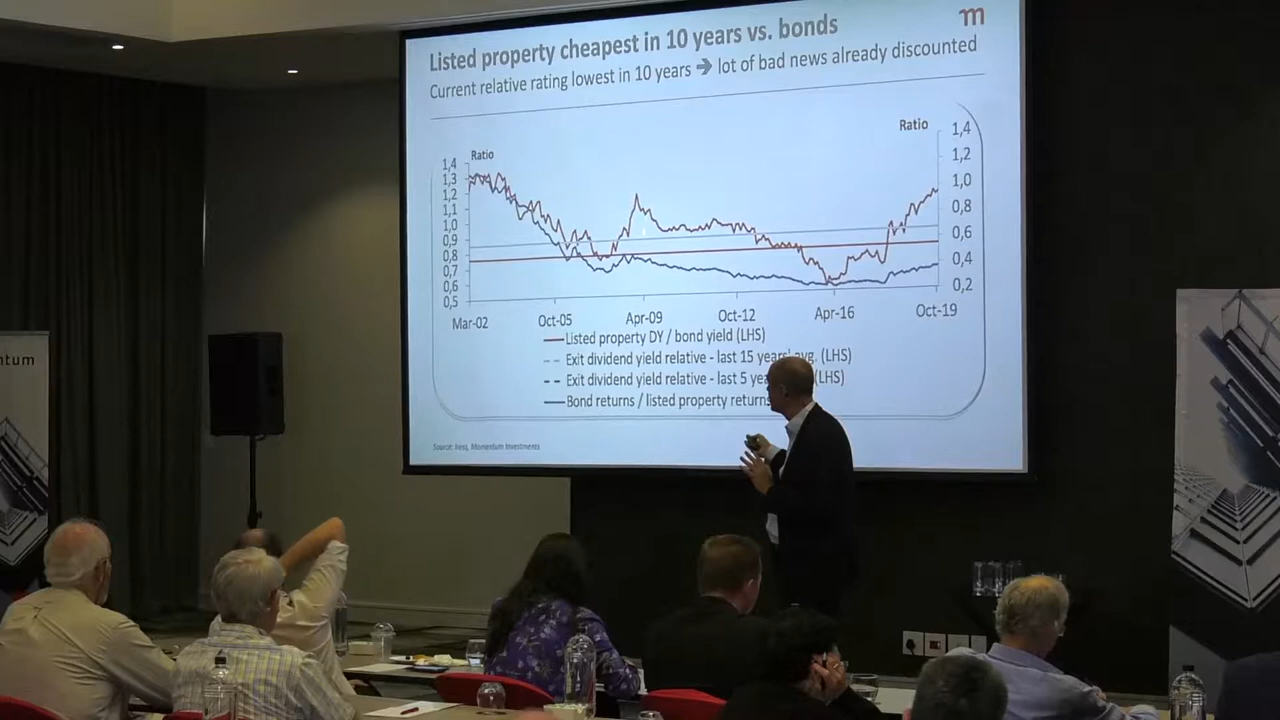 Listed property cheapest in 10 years vs. bonds
m
Current relative rating lowest in 10 years ➔ lot of bad news already discounted
Ratio
Ratio
1,4
1,3
1,2
1,1
1,0
0,9
0,8
0,7
0,6
0,5
1,4
1,2
1,0
0,8
0,6
0,4
0,2
Mar-02
Oct-05
Apr-09
Oct-12
Apr-16
Oct-19
Listed property DY / bond yield (LHS)
Exit dividend yield relative - last 15 years' avg. (LHS)
Exit dividend yield relative - last 5 yea (LHS)
Bond returns / listed property returns
Source: Iress, Momentum Investments
ntum